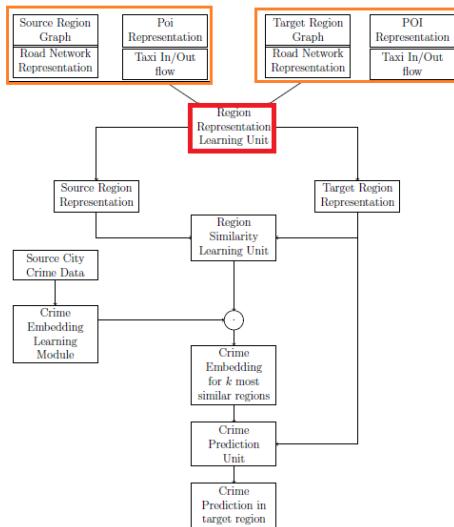 Source Region
Graph
Road Network
Representation
Poi
Representation
Taxi In/Out
flow
Target Region
Graph
Road Network
Representation
POI
Representation
Taxi In/Out
flow
Region
Representation
Learning Unit
Source Region
Representation
Target Region
Representation
Region
Similarity
Learning Unit
Source City
Crime Data
Crime
Embedding
Learning
Module
·
Crime
Embedding
for k most
similar regions
Crime
Prediction
Unit
Crime
Prediction in
target region